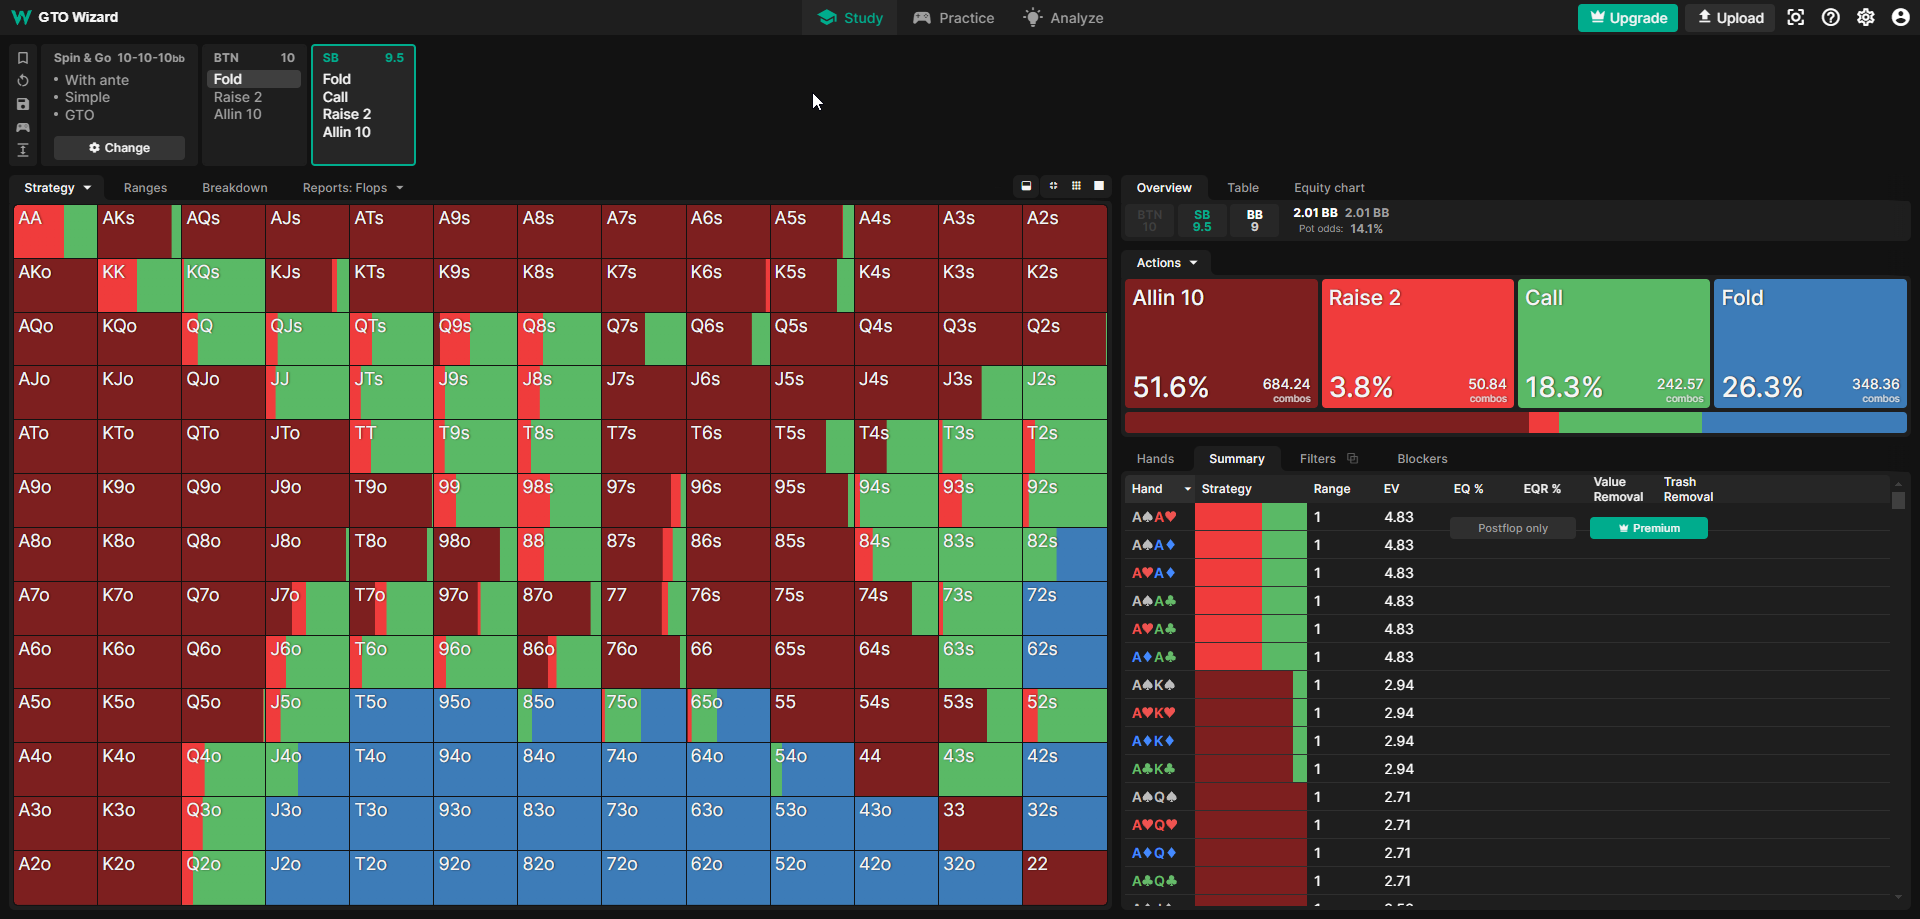 GTO Wizard
Study
Practice
Analyze
Upgrade
Upload
Spin & Go 10-10-10bb
• With ante
• Simple
• GTO
Change
BTN 10
Fold
Raise 2
Allin 10
SB 9.5
Fold
Call
Raise 2
Allin 10
Strategy
Ranges
Breakdown
Reports: Flops
AA AKs AQs AJs ATs A9s A8s A7s A6s A5s A4s A3s A2s
AKo KK KQs KJs KTs K9s K8s K7s K6s K5s K4s K3s K2s
AQo KQo QQ QJs QTs Q9s Q8s Q7s Q6s Q5s Q4s Q3s Q2s
AJo KJo QJo JJ JTs J9s J8s J7s J6s J5s J4s J3s J2s
ATo KTo QTo JTo TT T9s T8s T7s T6s T5s T4s T3s T2s
A9o K9o Q9o J9o T9o 99 98s 97s 96s 95s 94s 93s 92s
A8o K8o Q8o J8o T8o 98o 88 87s 86s 85s 84s 83s 82s
A7o K7o Q7o J7o T7o 97o 87o 77 76s 75s 74s 73s 72s
A6o K6o Q6o J6o T6o 96o 86o 76o 66 65s 64s 63s 62s
A5o K5o Q5o J5o T5o 95o 85o 75o 65o 55 54s 53s 52s
A4o K4o Q4o J4o T4o 94o 84o 74o 64o 54o 44 43s 42s
A3o K3o Q3o J3o T3o 93o 83o 73o 63o 53o 43o 33 32s
A2o K2o Q2o J2o T2o 92o 82o 72o 62o 52o 42o 32o 22
Overview
Table
Equity chart
BTN 10
SB 9.5
BB 9
2.01 BB 2.01 BB
Pot odds: 14.1%
Actions
Allin 10
51.6% 684.24 combos
Raise 2
3.8% 50.84 combos
Call
18.3% 242.57 combos
Fold
26.3% 348.36 combos
Hands
Summary
Filters
Blockers
Hand Strategy Range EV EQ % EQR % Value Removal Trash Removal
A♠A♥ 1 4.83
Postflop only
Premium
A♠A♦ 1 4.83
A♥A♦ 1 4.83
A♠A♣ 1 4.83
A♥A♣ 1 4.83
A♦A♣ 1 4.83
A♠K♠ 1 2.94
A♥K♥ 1 2.94
A♦K♦ 1 2.94
A♣K♣ 1 2.94
A♠Q♠ 1 2.71
A♥Q♥ 1 2.71
A♦Q♦ 1 2.71
A♣Q♣ 1 2.71